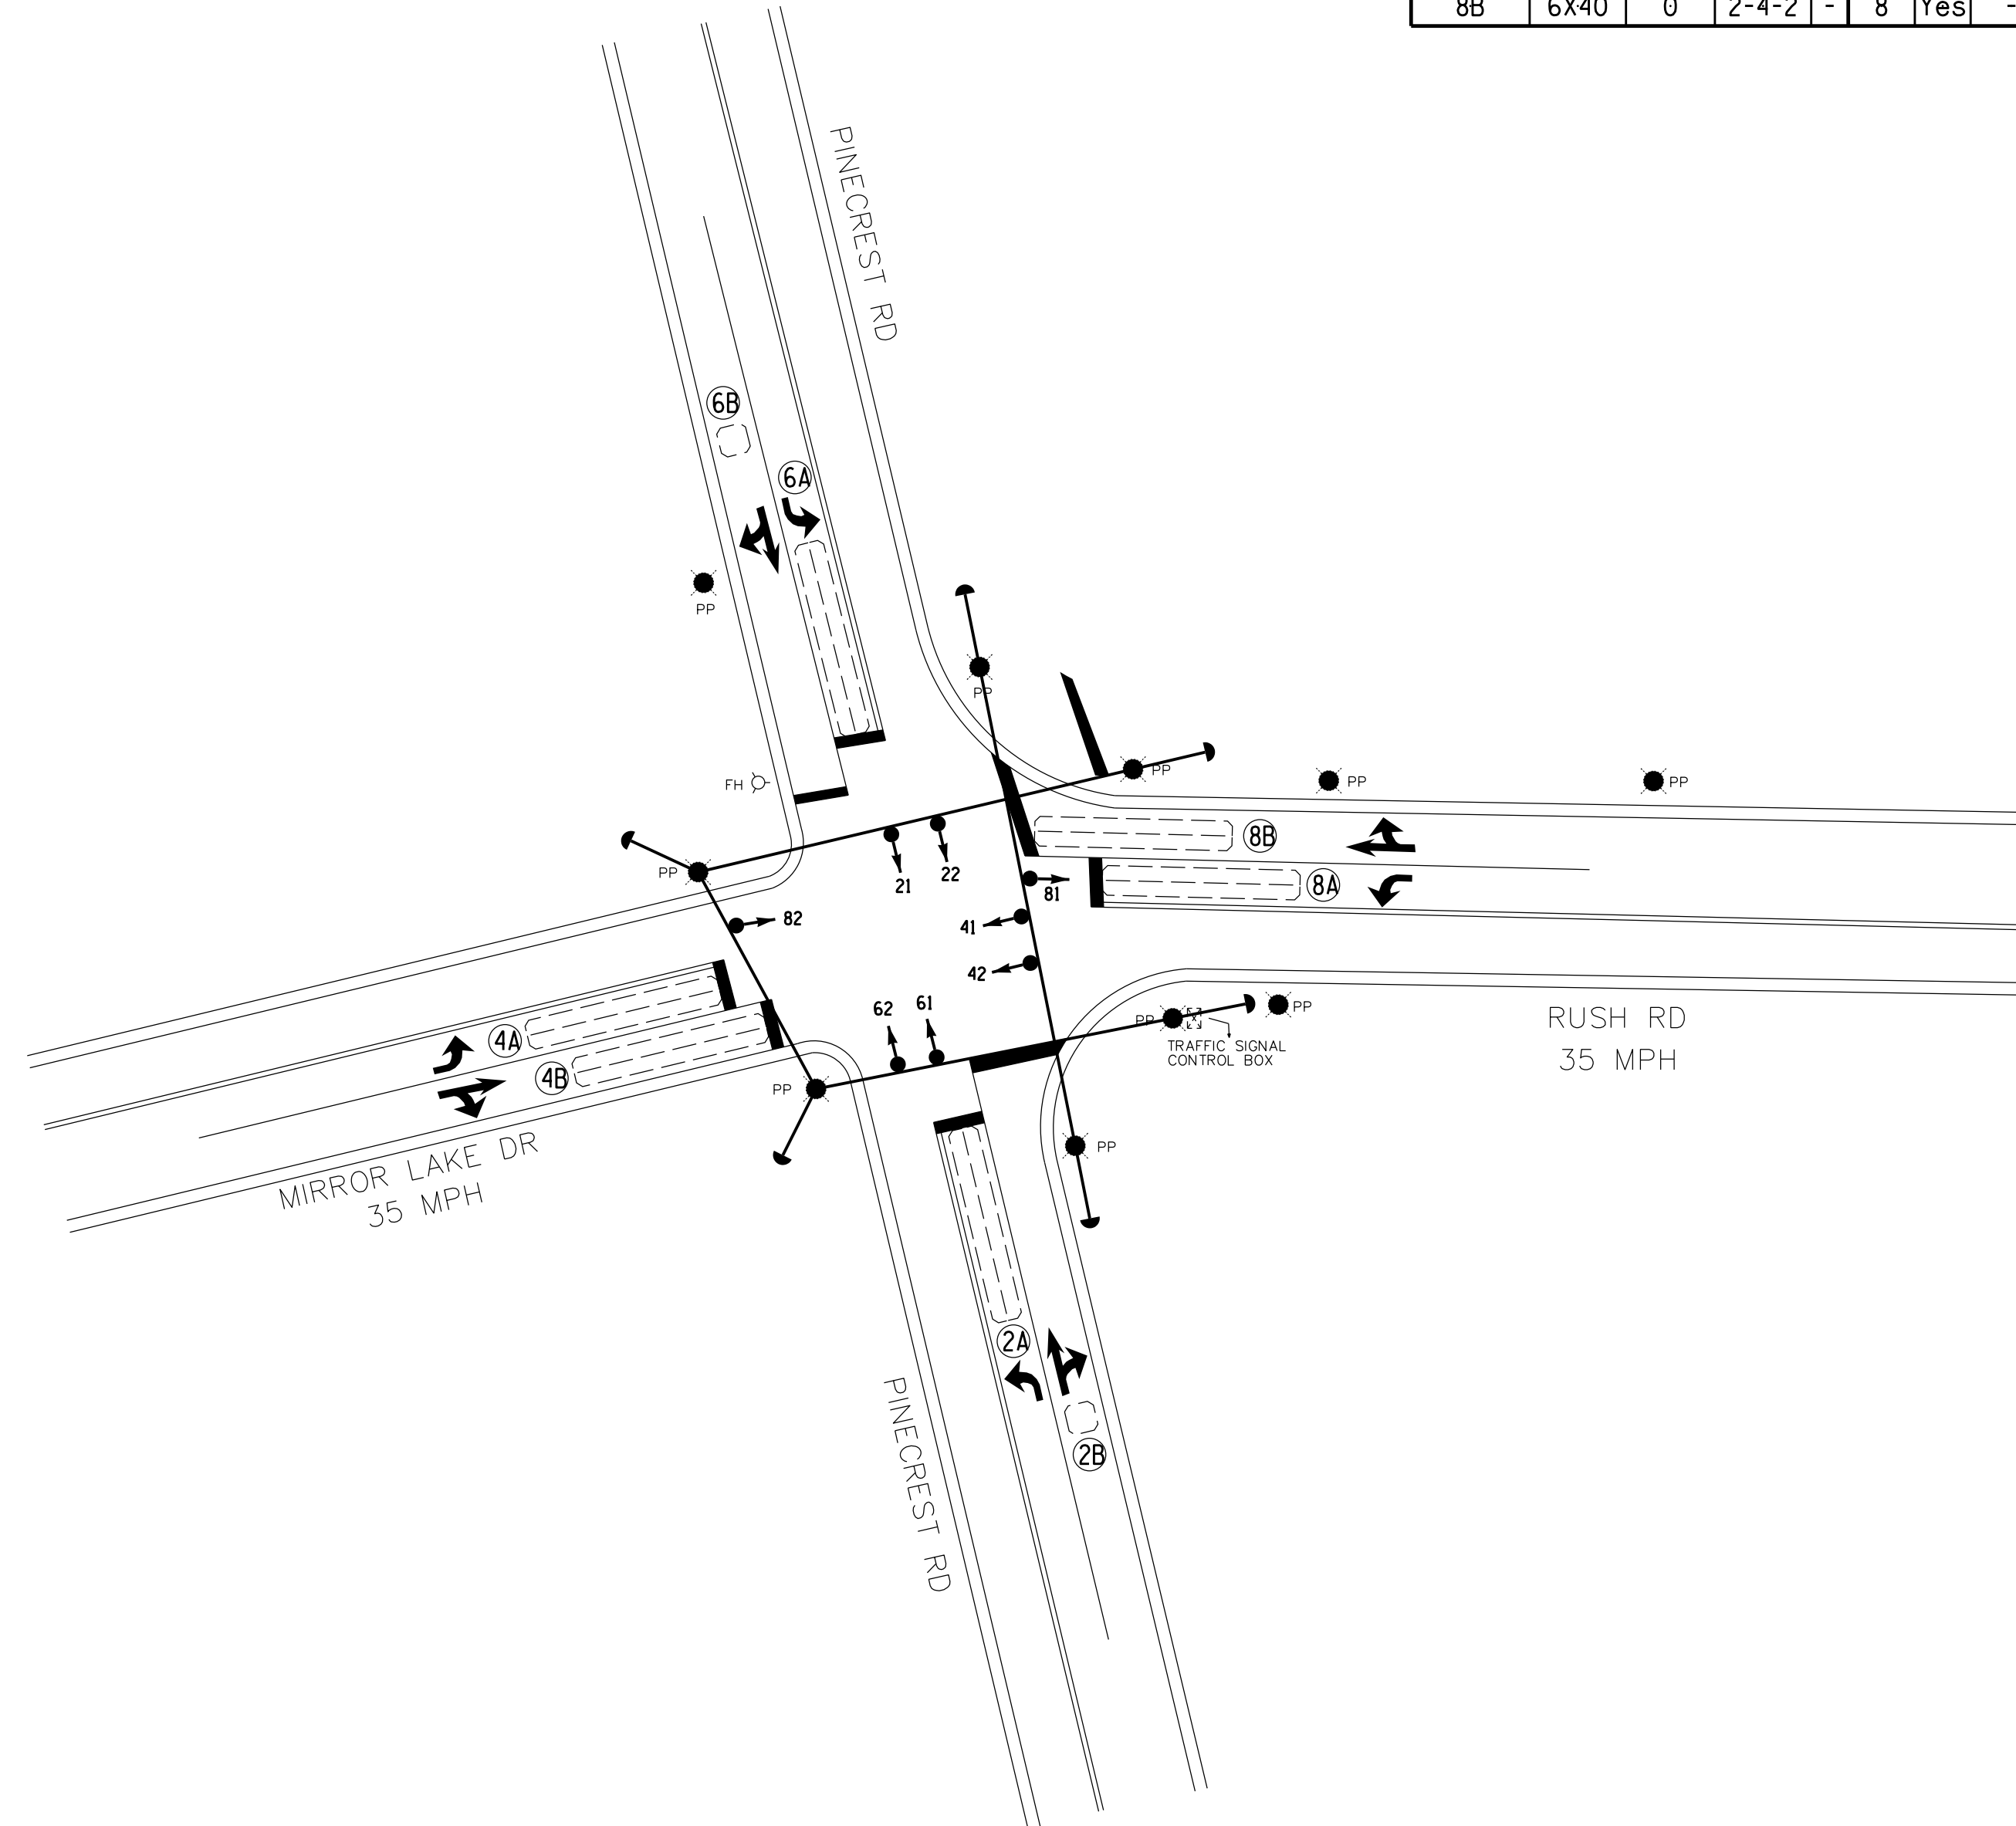 8B 6X40 0 2-4-2 - 8 Yes -
PINECREST RD
6B
6A
PP
PP
PP
PP
PP
FH
8B
21
22
PP
81
8A
82
41
42
62
61
PP
PP
4A
4B
TRAFFIC SIGNAL
CONTROL BOX
RUSH RD
35 MPH
PP
PP
MIRROR LAKE DR
35 MPH
2A
PINECREST RD
2B